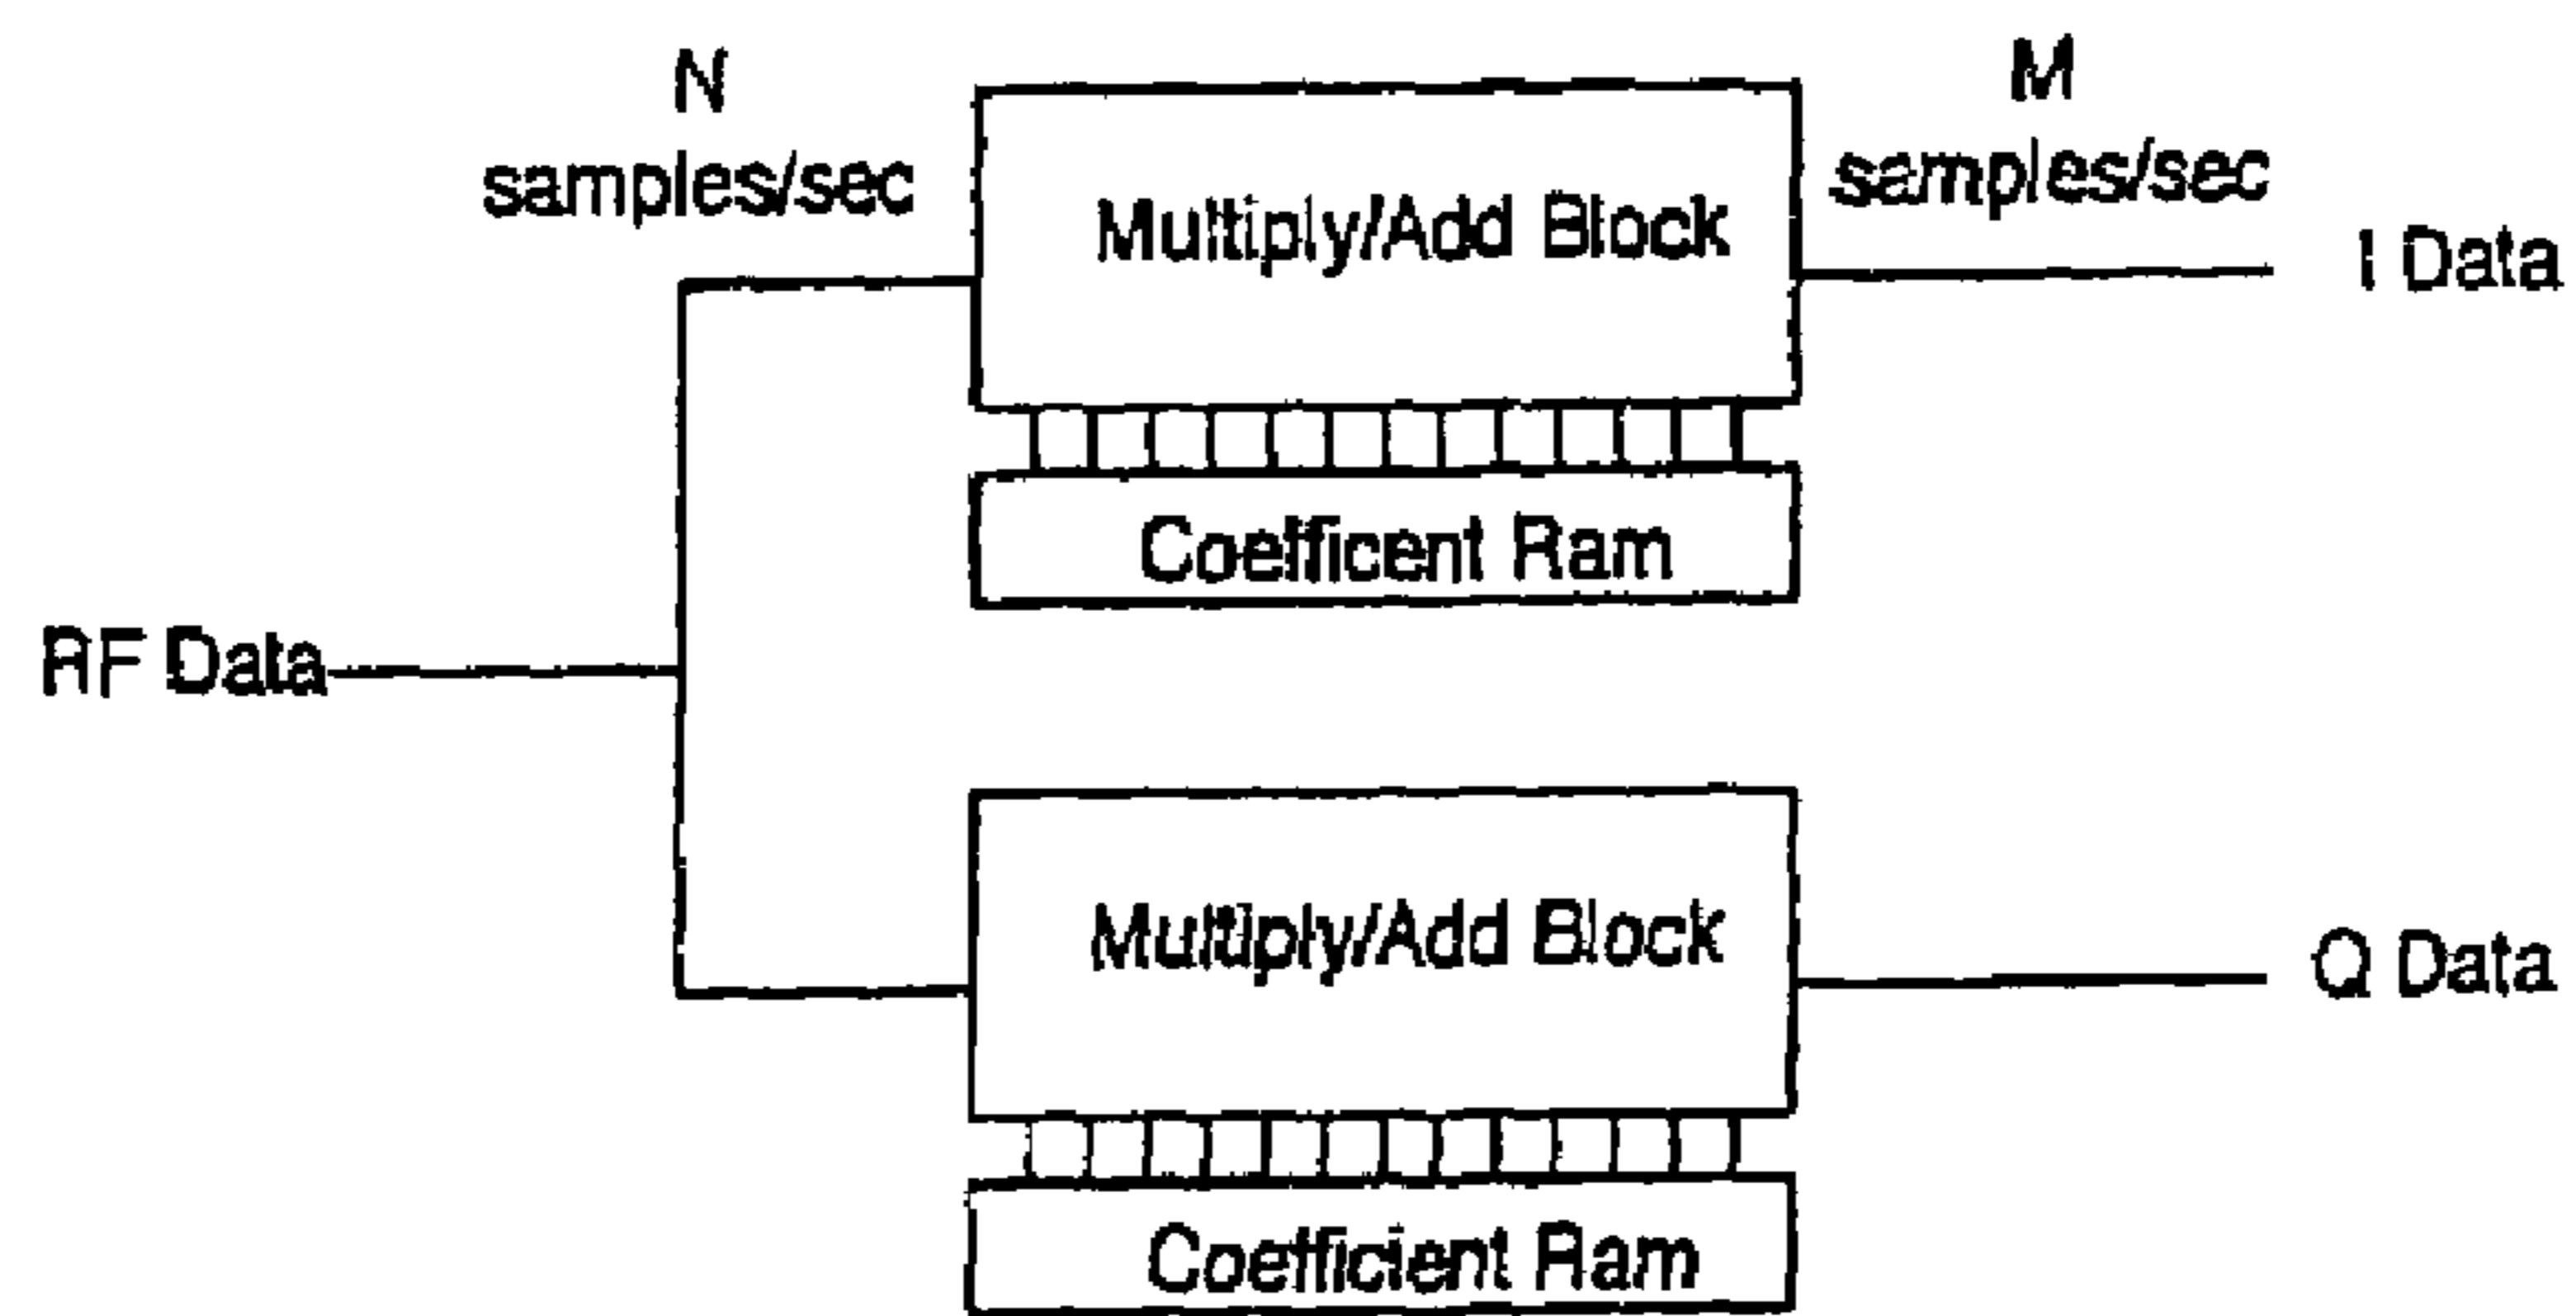 N
samples/sec
M
samples/sec
Multiply/Add Block
I Data
Coefficent Ram
RF Data
Multiply/Add Block
Q Data
Coefficient Ram